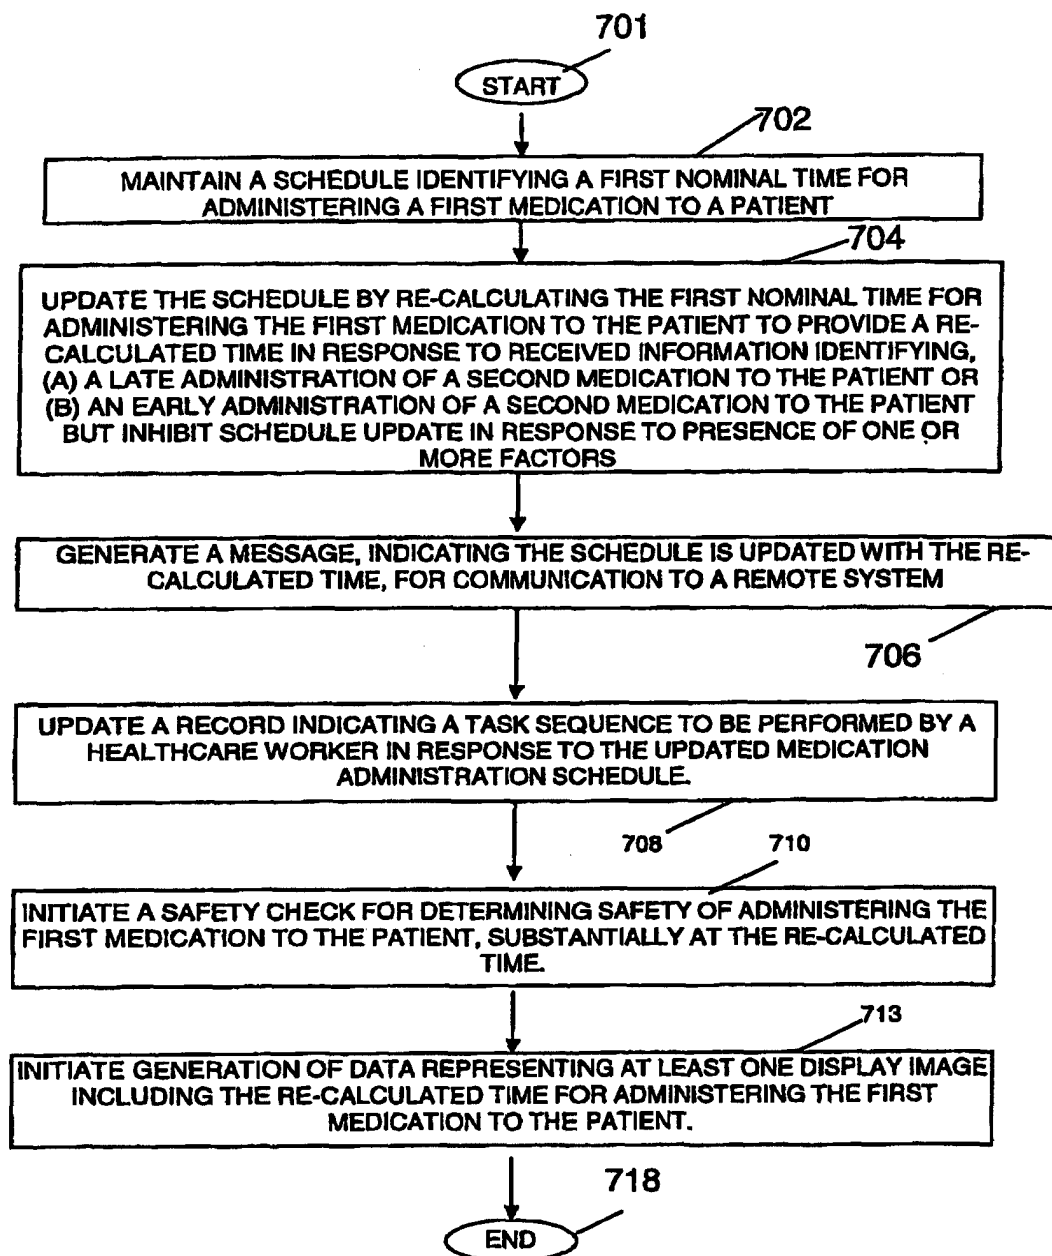 701
START
702
MAINTAIN A SCHEDULE IDENTIFYING A FIRST NOMINAL TIME FOR
ADMINISTERING A FIRST MEDICATION TO A PATIENT
704
UPDATE THE SCHEDULE BY RE-CALCULATING THE FIRST NOMINAL TIME FOR
ADMINISTERING THE FIRST MEDICATION TO THE PATIENT TO PROVIDE A RE-
CALCULATED TIME IN RESPONSE TO RECEIVED INFORMATION IDENTIFYING,
(A) A LATE ADMINISTRATION OF A SECOND MEDICATION TO THE PATIENT OR
(B) AN EARLY ADMINISTRATION OF A SECOND MEDICATION TO THE PATIENT
BUT INHIBIT SCHEDULE UPDATE IN RESPONSE TO PRESENCE OF ONE OR
MORE FACTORS
GENERATE A MESSAGE, INDICATING THE SCHEDULE IS UPDATED WITH THE RE-
CALCULATED TIME, FOR COMMUNICATION TO A REMOTE SYSTEM
706
UPDATE A RECORD INDICATING A TASK SEQUENCE TO BE PERFORMED BY A
HEALTHCARE WORKER IN RESPONSE TO THE UPDATED MEDICATION
ADMINISTRATION SCHEDULE.
708
710
INITIATE A SAFETY CHECK FOR DETERMINING SAFETY OF ADMINISTERING THE
FIRST MEDICATION TO THE PATIENT, SUBSTANTIALLY AT THE RE-CALCULATED
TIME.
713
INITIATE GENERATION OF DATA REPRESENTING AT LEAST ONE DISPLAY IMAGE
INCLUDING THE RE-CALCULATED TIME FOR ADMINISTERING THE FIRST
MEDICATION TO THE PATIENT.
718
END